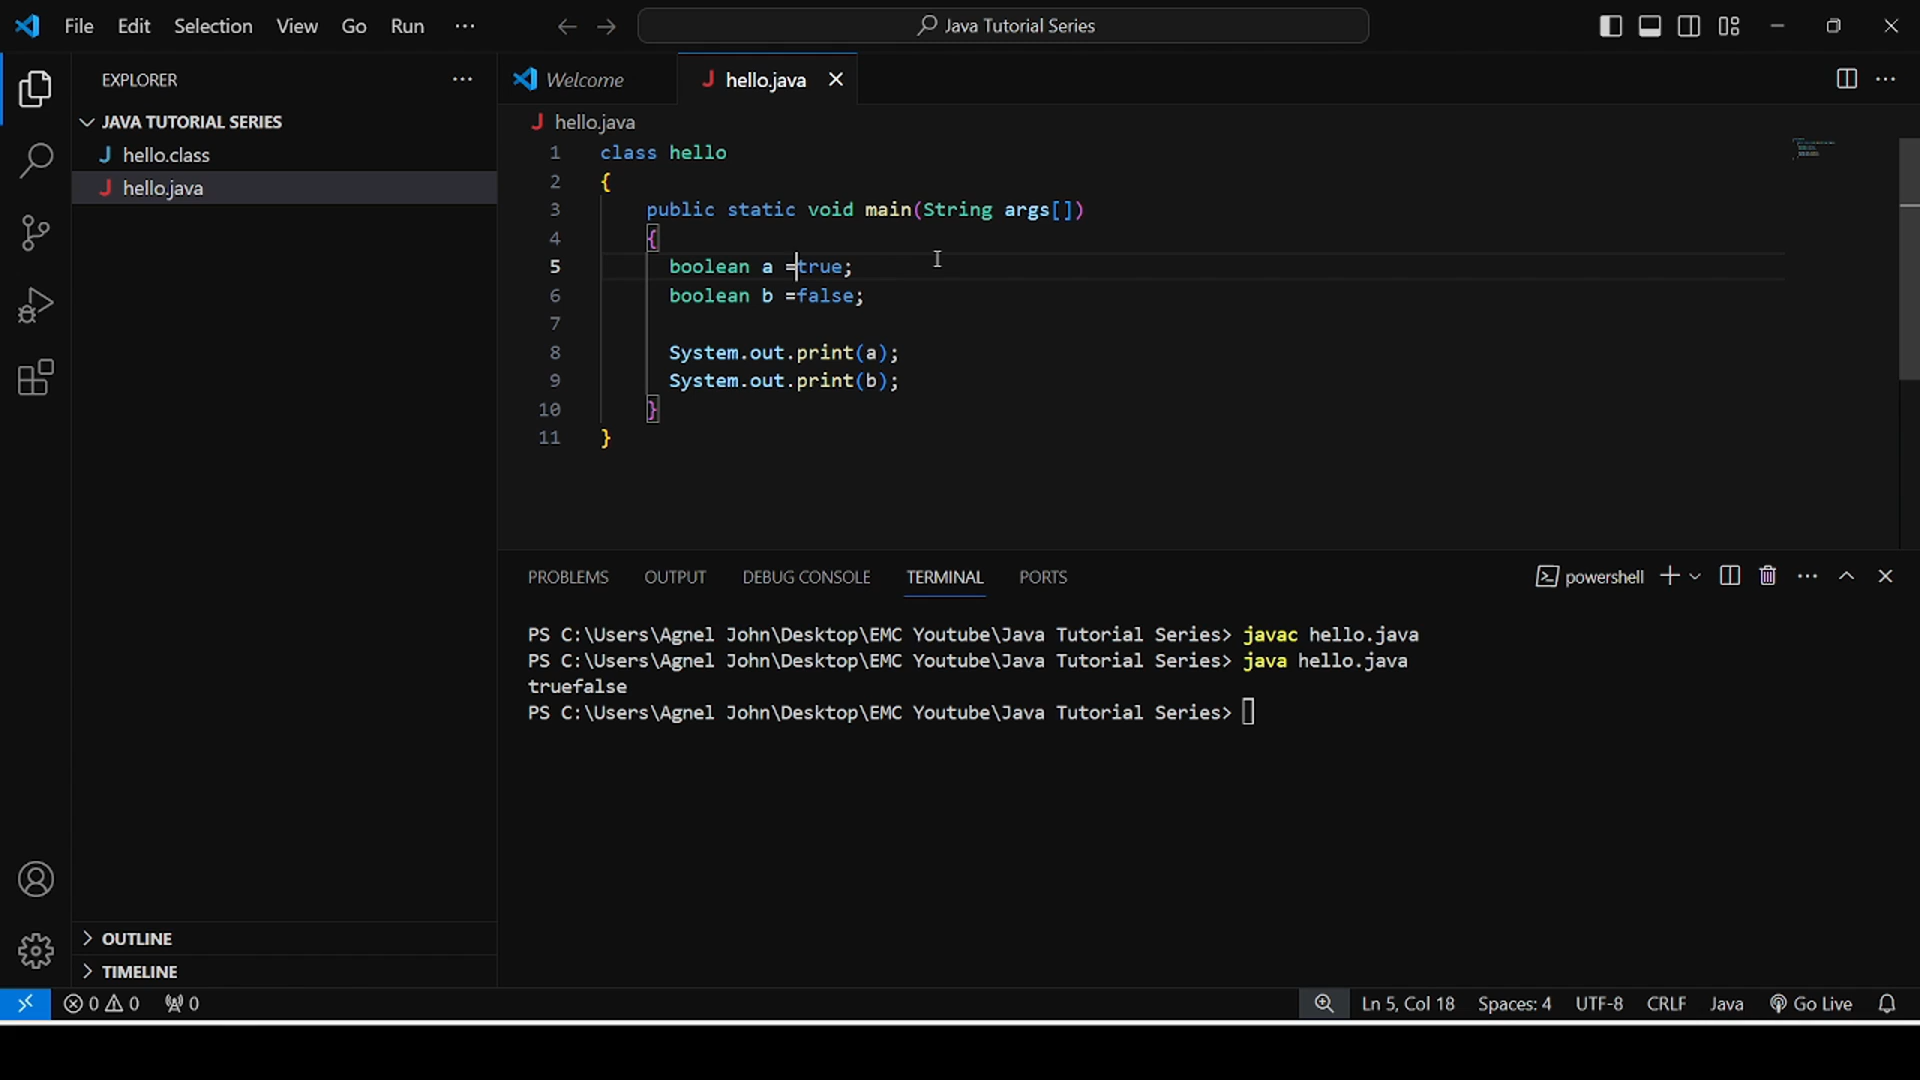 File Edit Selection View Go Run ··· Java Tutorial Series
EXPLORER ···
Welcome
hello.java
JAVA TUTORIAL SERIES
hello.class
hello.java
hello.java
1 class hello
2 {
3 public static void main(String args[])
4 {
5 boolean a =true;
6 boolean b =false;
7
8 System.out.print(a);
9 System.out.print(b);
10 }
11 }
PROBLEMS OUTPUT DEBUG CONSOLE TERMINAL PORTS powershell
PS C:\Users\Agnel John\Desktop\EMC Youtube\Java Tutorial Series> javac hello.java
PS C:\Users\Agnel John\Desktop\EMC Youtube\Java Tutorial Series> java hello.java
truefalse
PS C:\Users\Agnel John\Desktop\EMC Youtube\Java Tutorial Series>
OUTLINE
TIMELINE
0 0 0 Ln 5, Col 18 Spaces: 4 UTF-8 CRLF Java Go Live